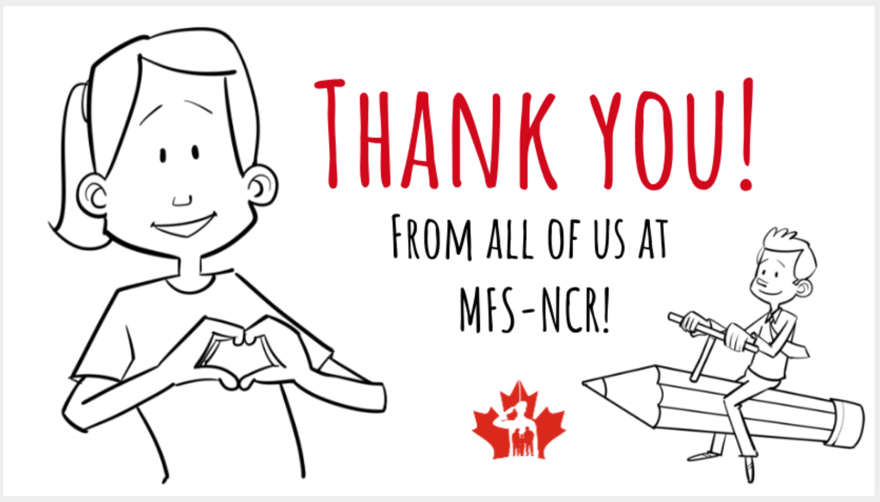 THANK YOU!
FROM ALL OF US AT
MFS-NCR!